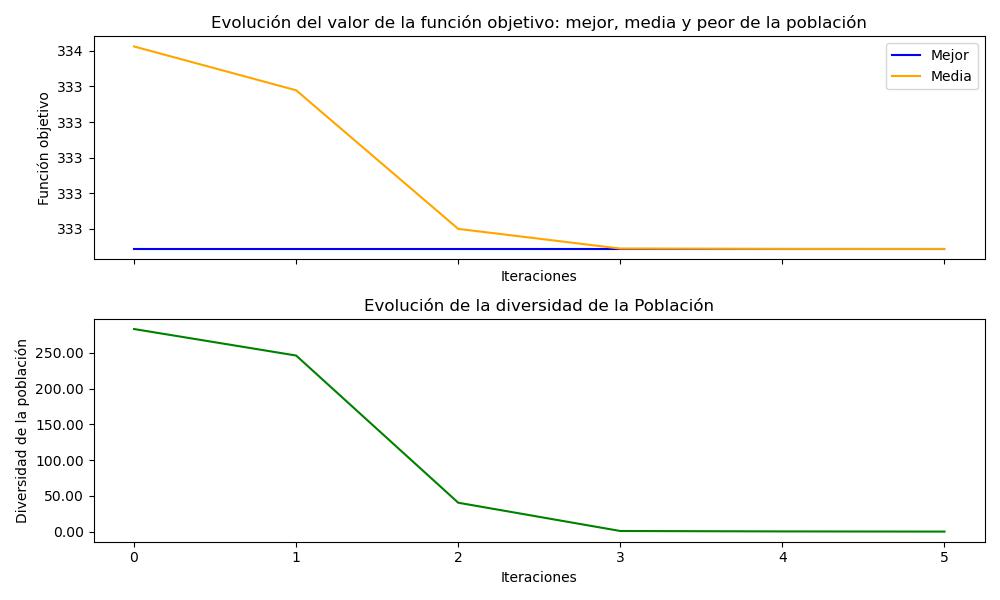 Evolución del valor de la función objetivo: mejor, media y peor de la población
Función objetivo
334
333
333
333
333
333
Mejor
Media
Iteraciones
Evolución de la diversidad de la Población
Diversidad de la población
250.00
200.00
150.00
100.00
50.00
0.00
0 1 2 3 4 5
Iteraciones